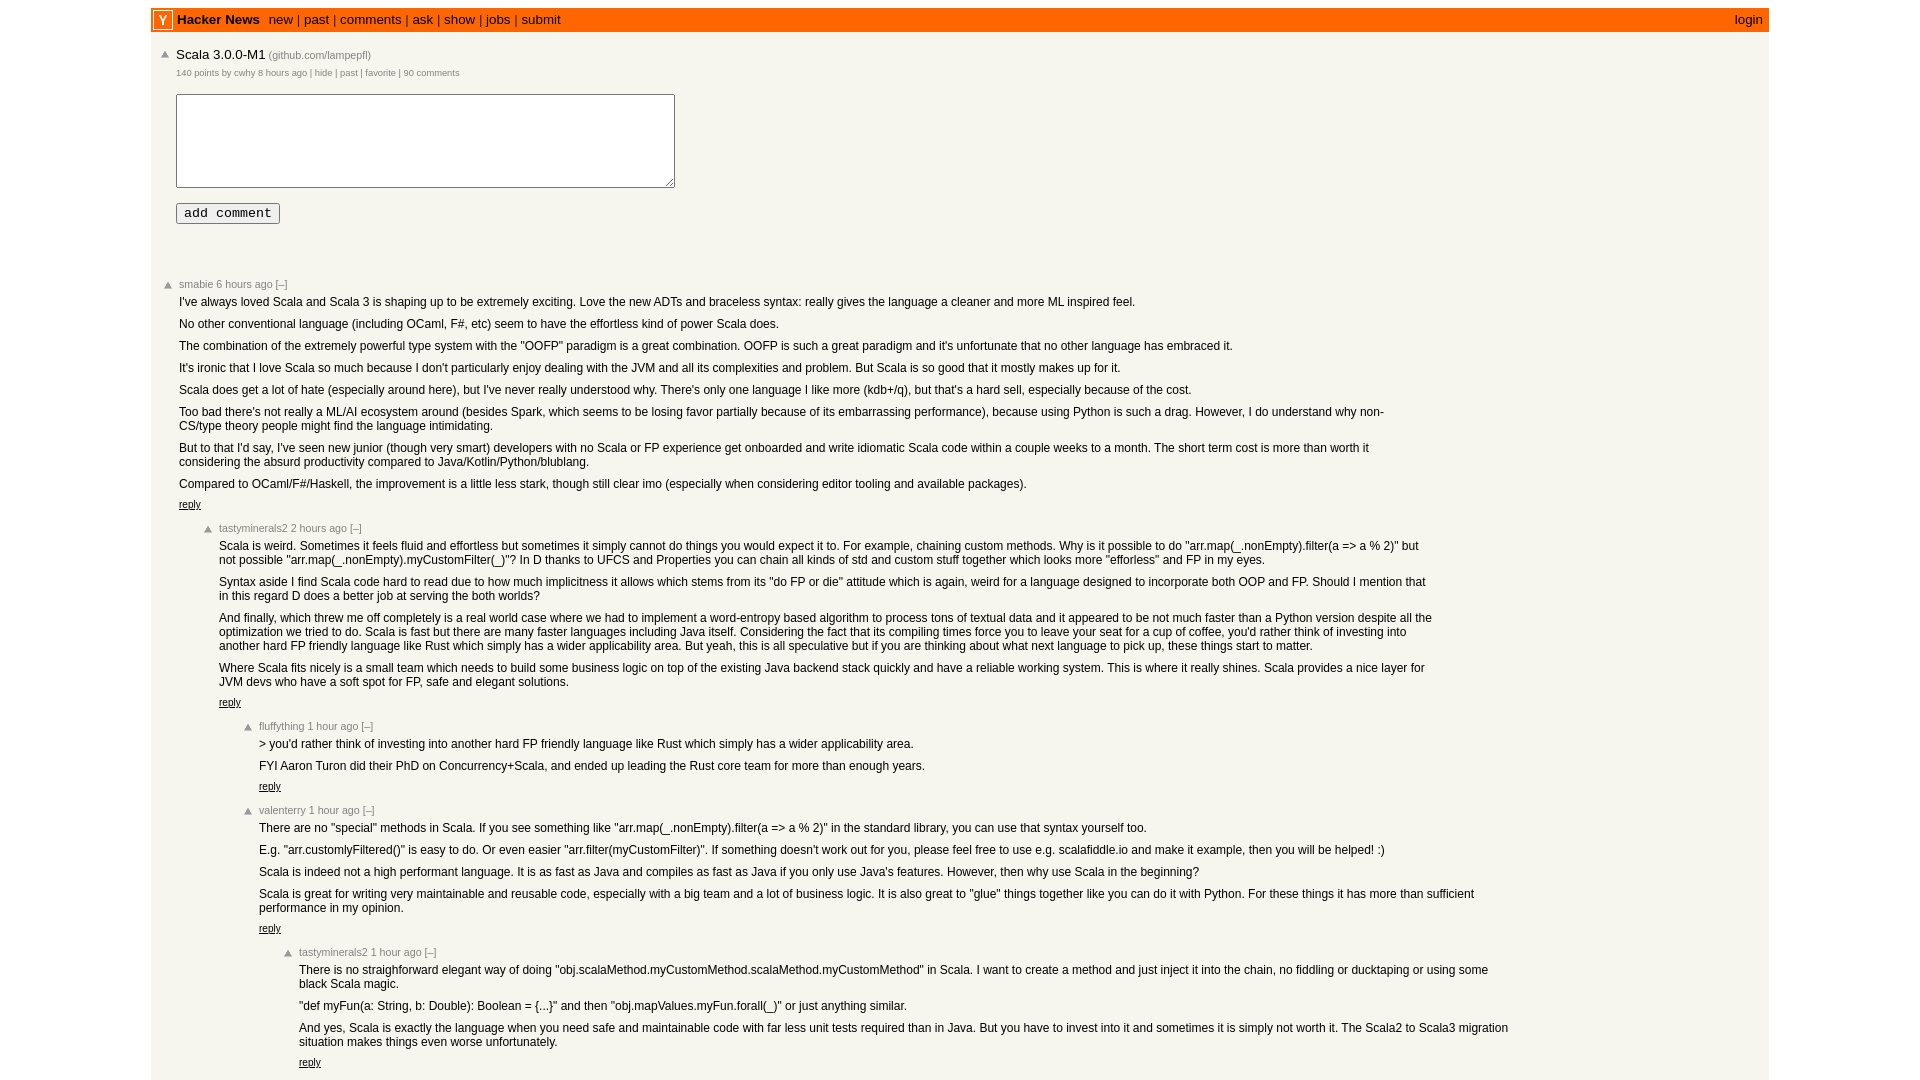 Y Hacker News new | past | comments | ask | show | jobs | submit login
Scala 3.0.0-M1 (github.com/lampepfl)
140 points by cwhy 8 hours ago | hide | past | favorite | 90 comments
add comment
smabie 6 hours ago [–]
I've always loved Scala and Scala 3 is shaping up to be extremely exciting. Love the new ADTs and braceless syntax: really gives the language a cleaner and more ML inspired feel.
No other conventional language (including OCaml, F#, etc) seem to have the effortless kind of power Scala does.
The combination of the extremely powerful type system with the "OOFP" paradigm is a great combination. OOFP is such a great paradigm and it's unfortunate that no other language has embraced it.
It's ironic that I love Scala so much because I don't particularly enjoy dealing with the JVM and all its complexities and problem. But Scala is so good that it mostly makes up for it.
Scala does get a lot of hate (especially around here), but I've never really understood why. There's only one language I like more (kdb+/q), but that's a hard sell, especially because of the cost.
Too bad there's not really a ML/AI ecosystem around (besides Spark, which seems to be losing favor partially because of its embarrassing performance), because using Python is such a drag. However, I do understand why non-
CS/type theory people might find the language intimidating.
But to that I'd say, I've seen new junior (though very smart) developers with no Scala or FP experience get onboarded and write idiomatic Scala code within a couple weeks to a month. The short term cost is more than worth it
considering the absurd productivity compared to Java/Kotlin/Python/blublang.
Compared to OCaml/F#/Haskell, the improvement is a little less stark, though still clear imo (especially when considering editor tooling and available packages).
reply
tastyminerals2 2 hours ago [–]
Scala is weird. Sometimes it feels fluid and effortless but sometimes it simply cannot do things you would expect it to. For example, chaining custom methods. Why is it possible to do "arr.map(_.nonEmpty).filter(a => a % 2)" but
not possible "arr.map(_.nonEmpty).myCustomFilter(_)"? In D thanks to UFCS and Properties you can chain all kinds of std and custom stuff together which looks more "efforless" and FP in my eyes.
Syntax aside I find Scala code hard to read due to how much implicitness it allows which stems from its "do FP or die" attitude which is again, weird for a language designed to incorporate both OOP and FP. Should I mention that
in this regard D does a better job at serving the both worlds?
And finally, which threw me off completely is a real world case where we had to implement a word-entropy based algorithm to process tons of textual data and it appeared to be not much faster than a Python version despite all the
optimization we tried to do. Scala is fast but there are many faster languages including Java itself. Considering the fact that its compiling times force you to leave your seat for a cup of coffee, you'd rather think of investing into
another hard FP friendly language like Rust which simply has a wider applicability area. But yeah, this is all speculative but if you are thinking about what next language to pick up, these things start to matter.
Where Scala fits nicely is a small team which needs to build some business logic on top of the existing Java backend stack quickly and have a reliable working system. This is where it really shines. Scala provides a nice layer for
JVM devs who have a soft spot for FP, safe and elegant solutions.
reply
fluffything 1 hour ago [–]
> you'd rather think of investing into another hard FP friendly language like Rust which simply has a wider applicability area.
FYI Aaron Turon did their PhD on Concurrency+Scala, and ended up leading the Rust core team for more than enough years.
reply
valenterry 1 hour ago [–]
There are no "special" methods in Scala. If you see something like "arr.map(_.nonEmpty).filter(a => a % 2)" in the standard library, you can use that syntax yourself too.
E.g. "arr.customlyFiltered()" is easy to do. Or even easier "arr.filter(myCustomFilter)". If something doesn't work out for you, please feel free to use e.g. scalafiddle.io and make it example, then you will be helped! :)
Scala is indeed not a high performant language. It is as fast as Java and compiles as fast as Java if you only use Java's features. However, then why use Scala in the beginning?
Scala is great for writing very maintainable and reusable code, especially with a big team and a lot of business logic. It is also great to "glue" things together like you can do it with Python. For these things it has more than sufficient
performance in my opinion.
reply
tastyminerals2 1 hour ago [–]
There is no straighforward elegant way of doing "obj.scalaMethod.myCustomMethod.scalaMethod.myCustomMethod" in Scala. I want to create a method and just inject it into the chain, no fiddling or ducktaping or using some
black Scala magic.
"def myFun(a: String, b: Double): Boolean = {...}" and then "obj.mapValues.myFun.forall(_)" or just anything similar.
And yes, Scala is exactly the language when you need safe and maintainable code with far less unit tests required than in Java. But you have to invest into it and sometimes it is simply not worth it. The Scala2 to Scala3 migration
situation makes things even worse unfortunately.
reply